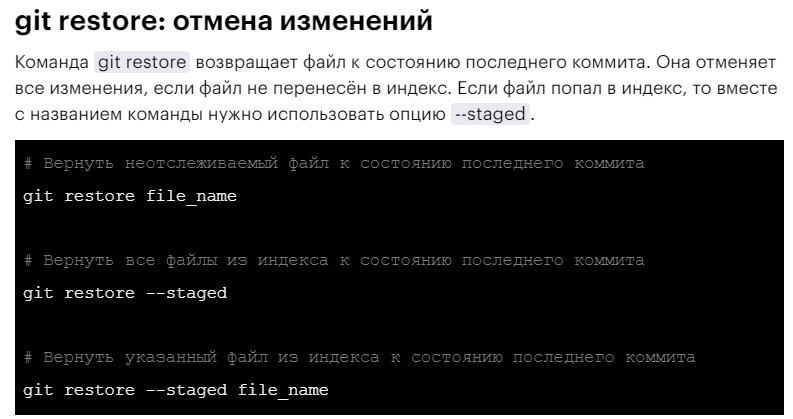 git restore: отмена изменений
Команда git restore возвращает файл к состоянию последнего коммита. Она отменяет
все изменения, если файл не перенесён в индекс. Если файл попал в индекс, то вместе
с названием команды нужно использовать опцию --staged.
# Вернуть неотслеживаемый файл к состоянию последнего коммита
git restore file_name
# Вернуть все файлы из индекса к состоянию последнего коммита
git restore --staged
# Вернуть указанный файл из индекса к состоянию последнего коммита
git restore --staged file_name